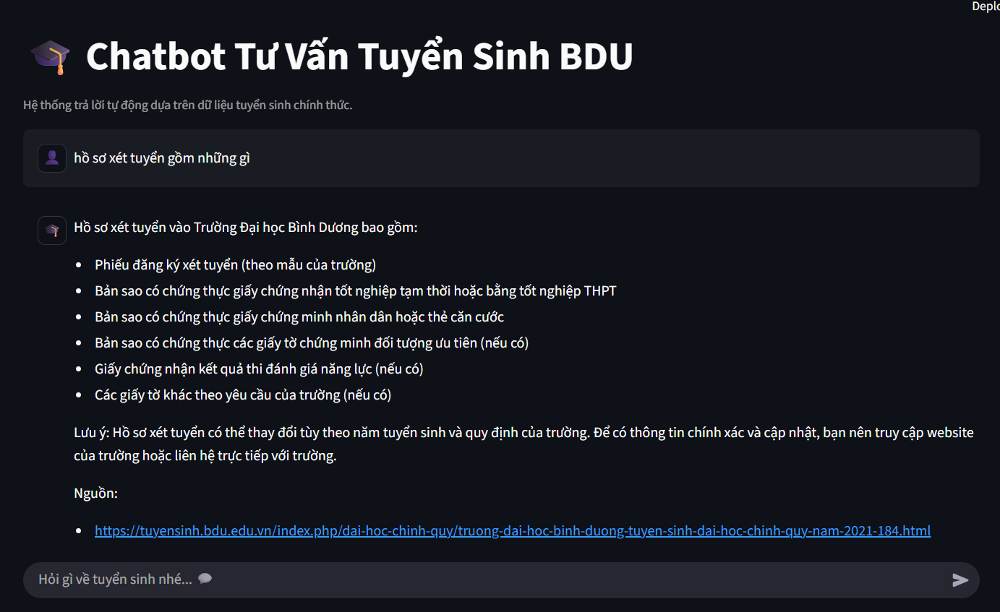 Deplo
Chatbot Tư Vấn Tuyển Sinh BDU
Hệ thống trả lời tự động dựa trên dữ liệu tuyển sinh chính thức.
hồ sơ xét tuyển gồm những gì
Hồ sơ xét tuyển vào Trường Đại học Bình Dương bao gồm:
• Phiếu đăng ký xét tuyển (theo mẫu của trường)
• Bản sao có chứng thực giấy chứng nhận tốt nghiệp tạm thời hoặc bằng tốt nghiệp THPT
• Bản sao có chứng thực giấy chứng minh nhân dân hoặc thẻ căn cước
• Bản sao có chứng thực các giấy tờ chứng minh đối tượng ưu tiên (nếu có)
• Giấy chứng nhận kết quả thi đánh giá năng lực (nếu có)
• Các giấy tờ khác theo yêu cầu của trường (nếu có)
Lưu ý: Hồ sơ xét tuyển có thể thay đổi tùy theo năm tuyển sinh và quy định của trường. Để có thông tin chính xác và cập nhật, bạn nên truy cập website
của trường hoặc liên hệ trực tiếp với trường.
Nguồn:
• https://tuyensinh.bdu.edu.vn/index.php/dai-hoc-chinh-quy/truong-dai-hoc-binh-duong-tuyen-sinh-dai-hoc-chinh-quy-nam-2021-184.html
Hỏi gì về tuyển sinh nhé...